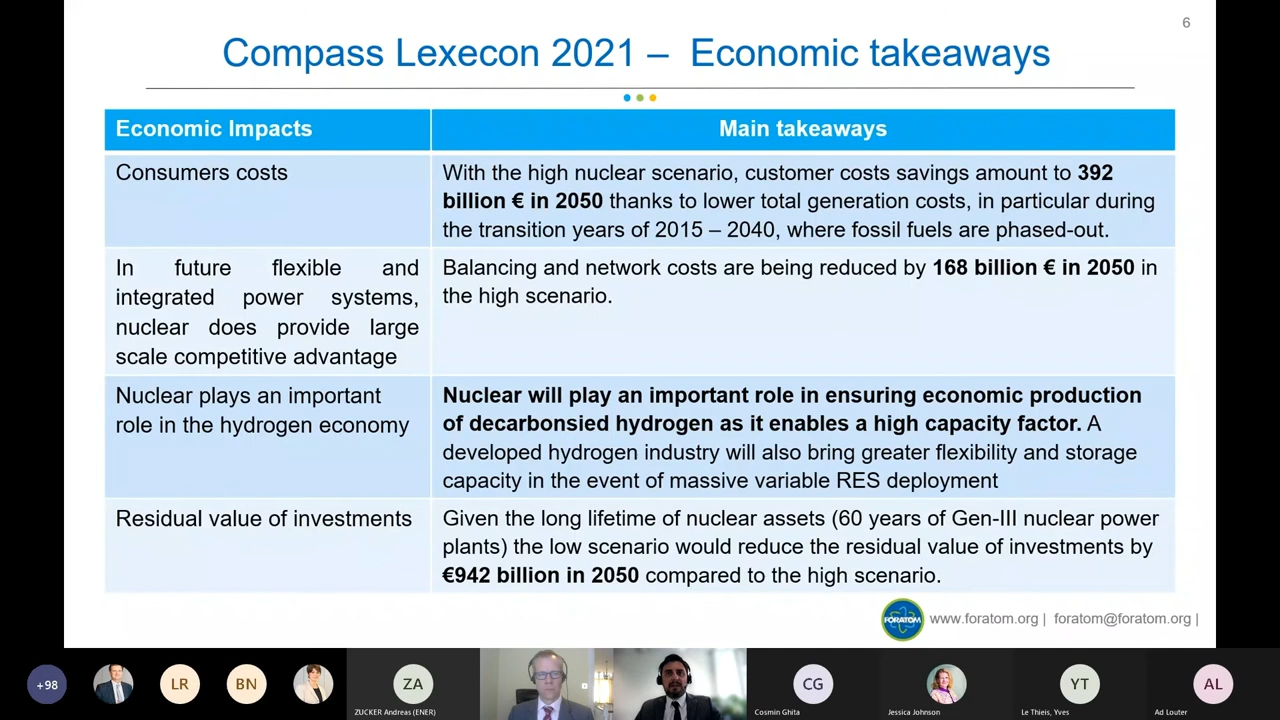 6
Compass Lexecon 2021 – Economic takeaways
Economic Impacts
Main takeaways
Consumers costs
With the high nuclear scenario, customer costs savings amount to 392
billion € in 2050 thanks to lower total generation costs, in particular during
the transition years of 2015 – 2040, where fossil fuels are phased-out.
In future flexible and
integrated power systems,
nuclear does provide large
scale competitive advantage
Balancing and network costs are being reduced by 168 billion € in 2050 in
the high scenario.
Nuclear plays an important
role in the hydrogen economy
Nuclear will play an important role in ensuring economic production
of decarbonsied hydrogen as it enables a high capacity factor. A
developed hydrogen industry will also bring greater flexibility and storage
capacity in the event of massive variable RES deployment
Residual value of investments
Given the long lifetime of nuclear assets (60 years of Gen-III nuclear power
plants) the low scenario would reduce the residual value of investments by
€942 billion in 2050 compared to the high scenario.
FORATOM
www.foratom.org | foratom@foratom.org |
+98
LR
BN
ZA
CG
YT
AL
ZUCKER Andreas (ENER)
Cosmin Ghita
Jessica Johnson
Le Thieis, Yves
Ad Louter